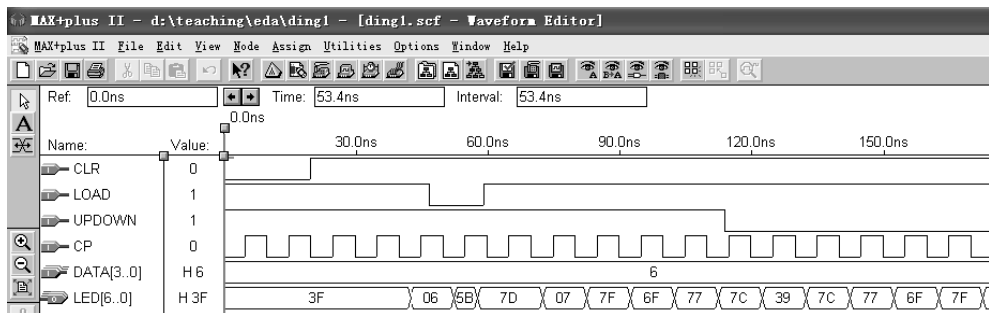 MAX+plus II - d:\teaching\eda\ding1 - [ding1.scf - Waveform Editor]
MAX+plus II File Edit View Node Assign Utilities Options Window Help
Ref: 0.0ns Time: 53.4ns Interval: 53.4ns
0.0ns
Name: Value: 30.0ns 60.0ns 90.0ns 120.0ns 150.0ns
CLR 0
LOAD 1
UPDOWN 1
CP 0
DATA[3..0] H 6 6
LED[6..0] H 3F 3F 06 5B 7D 07 7F 6F 77 7C 39 7C 77 6F 7F